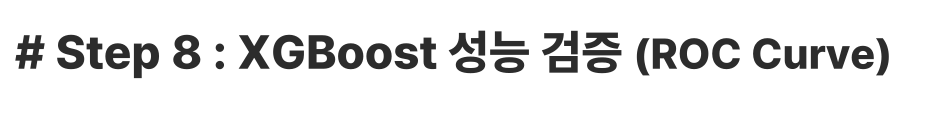 # Step 8 : XGBoost 성능 검증 (ROC Curve)